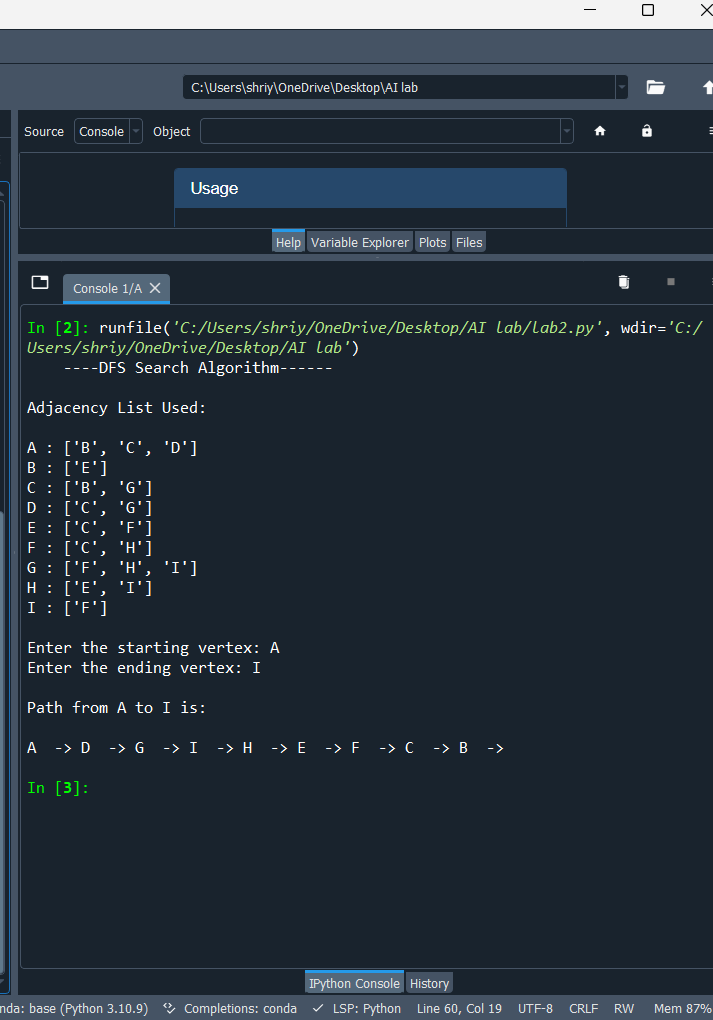 C:\Users\shriy\OneDrive\Desktop\AI lab
Source Console Object
Usage
Help Variable Explorer Plots Files
Console 1/A
In [2]: runfile('C:/Users/shriy/OneDrive/Desktop/AI lab/lab2.py', wdir='C:/
Users/shriy/OneDrive/Desktop/AI lab')
----DFS Search Algorithm------
Adjacency List Used:
A : ['B', 'C', 'D']
B : ['E']
C : ['B', 'G']
D : ['C', 'G']
E : ['C', 'F']
F : ['C', 'H']
G : ['F', 'H', 'I']
H : ['E', 'I']
I : ['F']
Enter the starting vertex: A
Enter the ending vertex: I
Path from A to I is:
A  -> D  -> G  -> I  -> H  -> E  -> F  -> C  -> B  ->
In [3]:
IPython Console History
nda: base (Python 3.10.9) Completions: conda LSP: Python Line 60, Col 19 UTF-8 CRLF RW Mem 87%